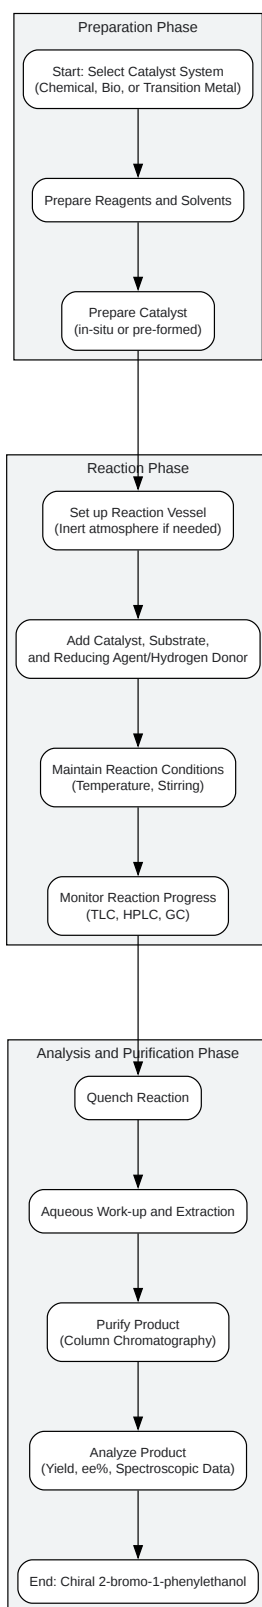 Preparation Phase
Start: Select Catalyst System
(Chemical, Bio, or Transition Metal)
Prepare Reagents and Solvents
Prepare Catalyst
(in-situ or pre-formed)
Reaction Phase
Set up Reaction Vessel
(Inert atmosphere if needed)
Add Catalyst, Substrate,
and Reducing Agent/Hydrogen Donor
Maintain Reaction Conditions
(Temperature, Stirring)
Monitor Reaction Progress
(TLC, HPLC, GC)
Analysis and Purification Phase
Quench Reaction
Aqueous Work-up and Extraction
Purify Product
(Column Chromatography)
Analyze Product
(Yield, ee%, Spectroscopic Data)
End: Chiral 2-bromo-1-phenylethanol